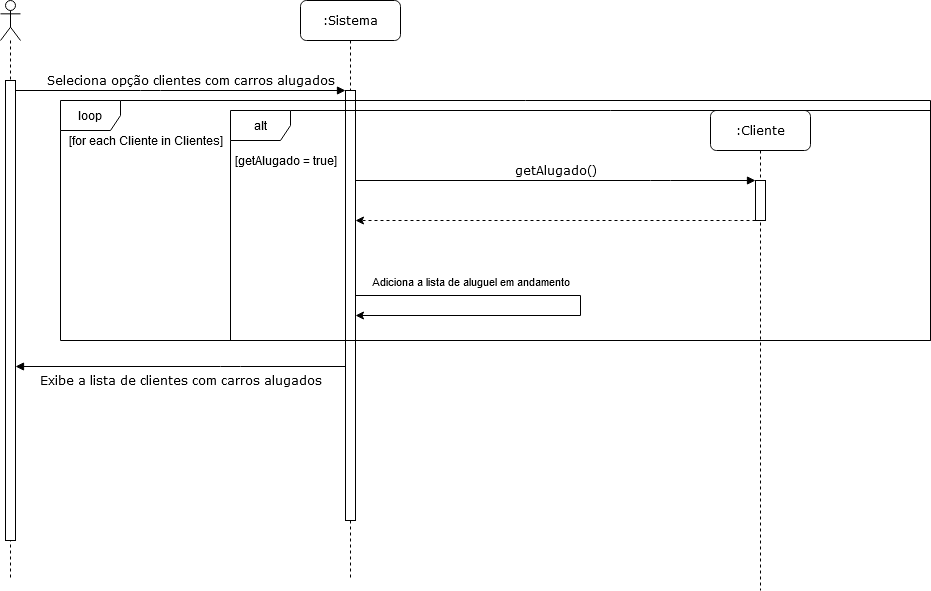 :Sistema
Seleciona opção clientes com carros alugados
loop
alt
:Cliente
[for each Cliente in Clientes]
[getAlugado = true]
getAlugado()
Adiciona a lista de aluguel em andamento
Exibe a lista de clientes com carros alugados